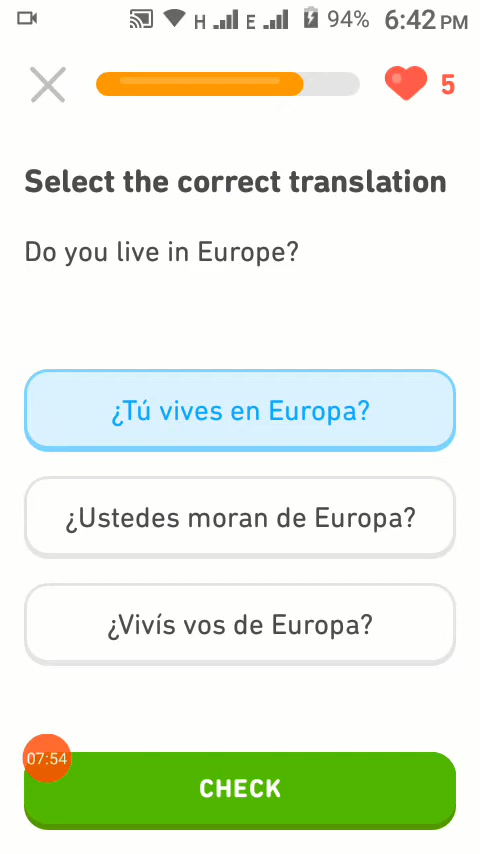 H E 94% 6:42 PM
5
Select the correct translation
Do you live in Europe?
¿Tú vives en Europa?
¿Ustedes moran de Europa?
¿Vivís vos de Europa?
07:54
CHECK